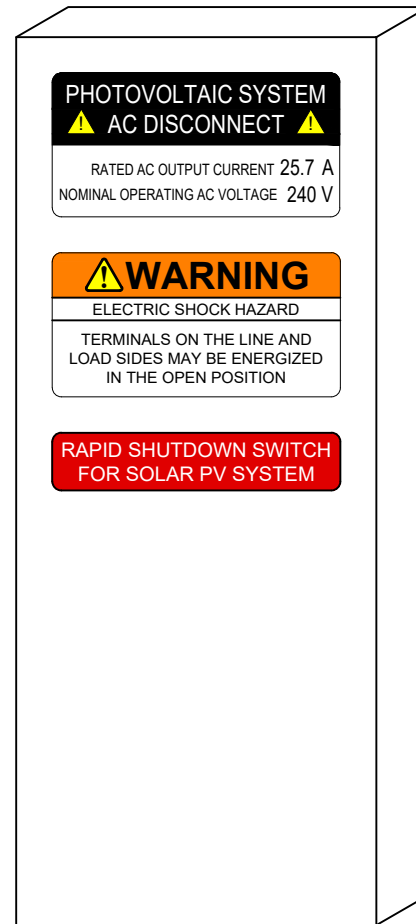 PHOTOVOLTAIC SYSTEM
AC DISCONNECT
RATED AC OUTPUT CURRENT 25.7 A
NOMINAL OPERATING AC VOLTAGE 240 V
WARNING
ELECTRIC SHOCK HAZARD
TERMINALS ON THE LINE AND
LOAD SIDES MAY BE ENERGIZED
IN THE OPEN POSITION
RAPID SHUTDOWN SWITCH
FOR SOLAR PV SYSTEM